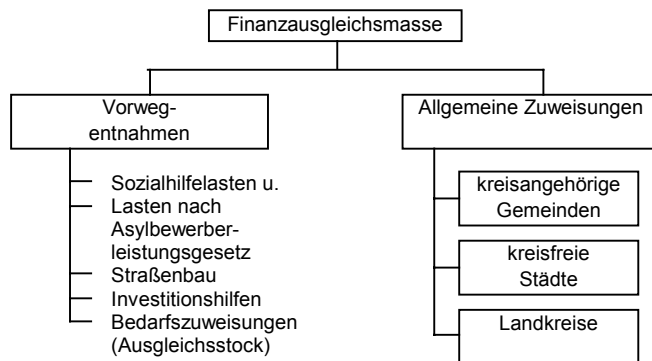 Finanzausgleichsmasse
Vorweg-
entnahmen
Sozialhilfelasten u.
Lasten nach
Asylbewerber-
leistungsgesetz
Straßenbau
Investitionshilfen
Bedarfszuweisungen
(Ausgleichsstock)
Allgemeine Zuweisungen
kreisangehörige
Gemeinden
kreisfreie
Städte
Landkreise